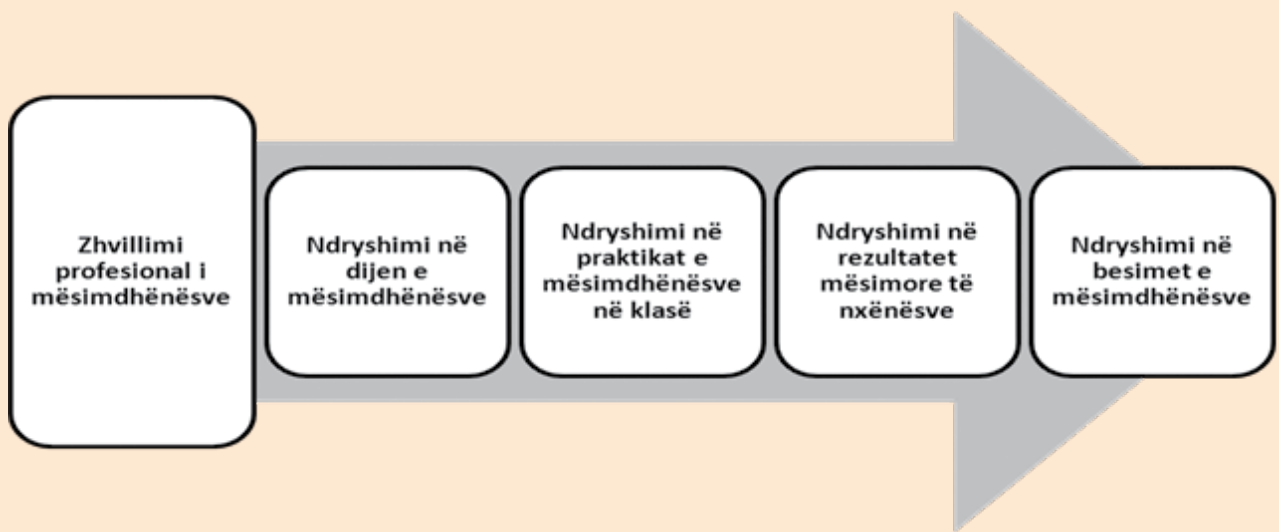 Zhvillimi
profesional i
mësimdhënësve
Ndryshimi në
dijen e
mësimdhënësve
Ndryshimi në
praktikat e
mësimdhënësve
në klasë
Ndryshimi në
rezultatet
mësimore të
nxënësve
Ndryshimi në
besimet e
mësimdhënësve